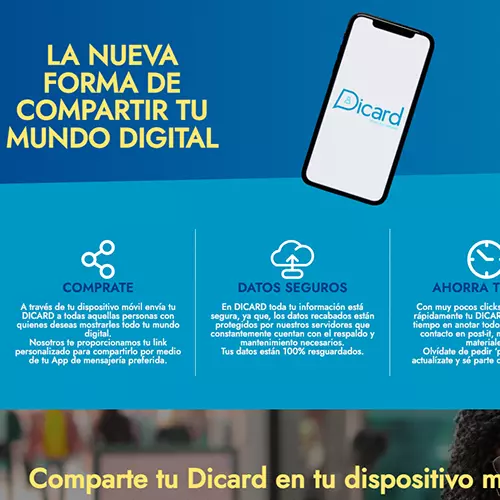 LA NUEVA
FORMA DE
COMPARTIR TU
MUNDO DIGITAL
Dicard
COMPRATE
A través de tu dispositivo móvil envía tu
DICARD a todas aquellas personas con
quienes deseas mostrarles todo tu mundo
digital.
Nosotros te proporcionamos tu link
personalizado para compartirlo por medio
de tu App de mensajería preferida.
DATOS SEGUROS
En DICARD toda tu información está
segura, ya que, los datos recabados están
protegidos por nuestros servidores que
constantemente cuentan con el respaldo y
mantenimiento necesarios.
Tus datos están 100% resguardados.
AHORRA T
Con muy pocos clicks
rápidamente tu DICAR
tiempo en anotar todo
contacto en post-it, n
materiale
Olvídate de pedir 'p
actualízate y sé parte d
Comparte tu Dicard en tu dispositivo m